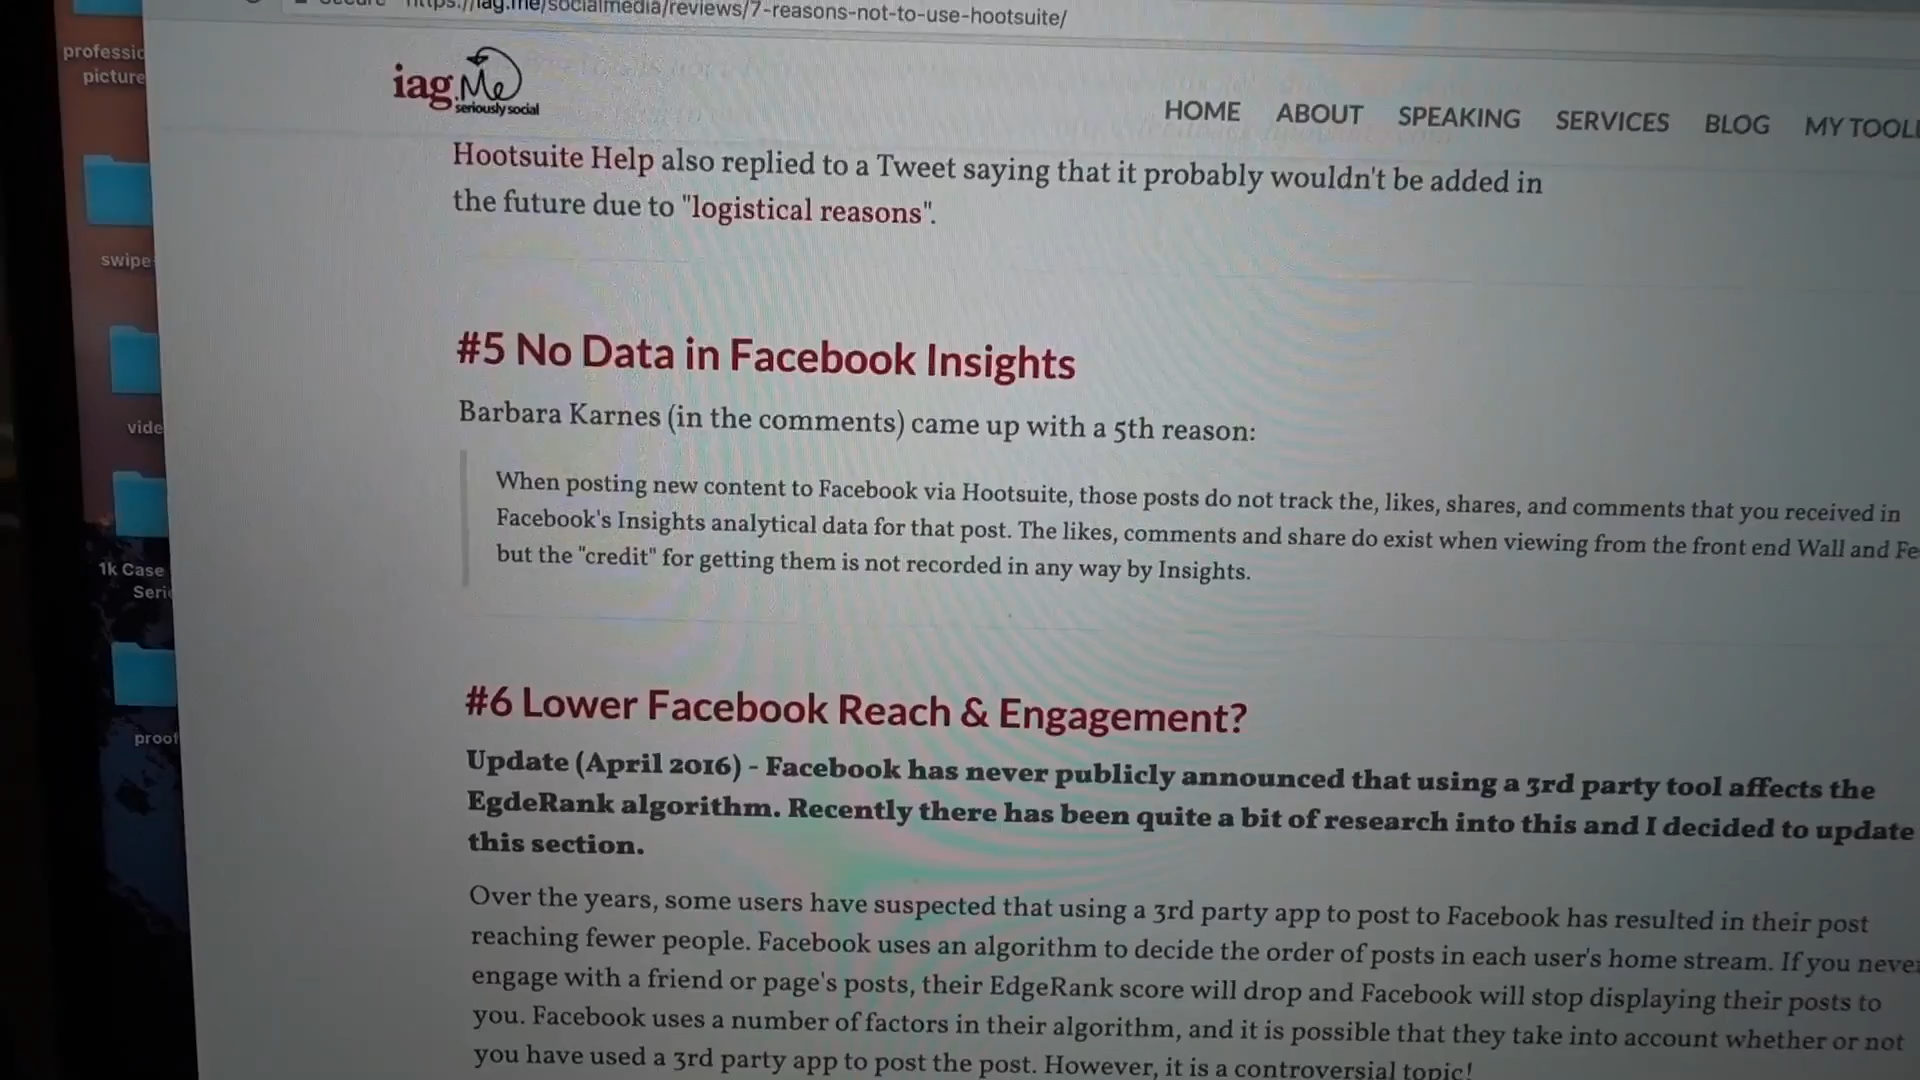 https://iag.me/socialmedia/reviews/7-reasons-not-to-use-hootsuite/
professio
picture
iag.Me
seriously social
HOME ABOUT SPEAKING SERVICES BLOG MY TOOL
Hootsuite Help also replied to a Tweet saying that it probably wouldn't be added in
the future due to "logistical reasons".
swipe
#5 No Data in Facebook Insights
Barbara Karnes (in the comments) came up with a 5th reason:
vide
When posting new content to Facebook via Hootsuite, those posts do not track the, likes, shares, and comments that you received in
Facebook's Insights analytical data for that post. The likes, comments and share do exist when viewing from the front end Wall and Fe
but the "credit" for getting them is not recorded in any way by Insights.
1k Case
Seri
#6 Lower Facebook Reach & Engagement?
proof
Update (April 2016) - Facebook has never publicly announced that using a 3rd party tool affects the
EgdeRank algorithm. Recently there has been quite a bit of research into this and I decided to update
this section.
Over the years, some users have suspected that using a 3rd party app to post to Facebook has resulted in their post
reaching fewer people. Facebook uses an algorithm to decide the order of posts in each user's home stream. If you never
engage with a friend or page's posts, their EdgeRank score will drop and Facebook will stop displaying their posts to
you. Facebook uses a number of factors in their algorithm, and it is possible that they take into account whether or not
you have used a 3rd party app to post the post. However, it is a controversial topic!